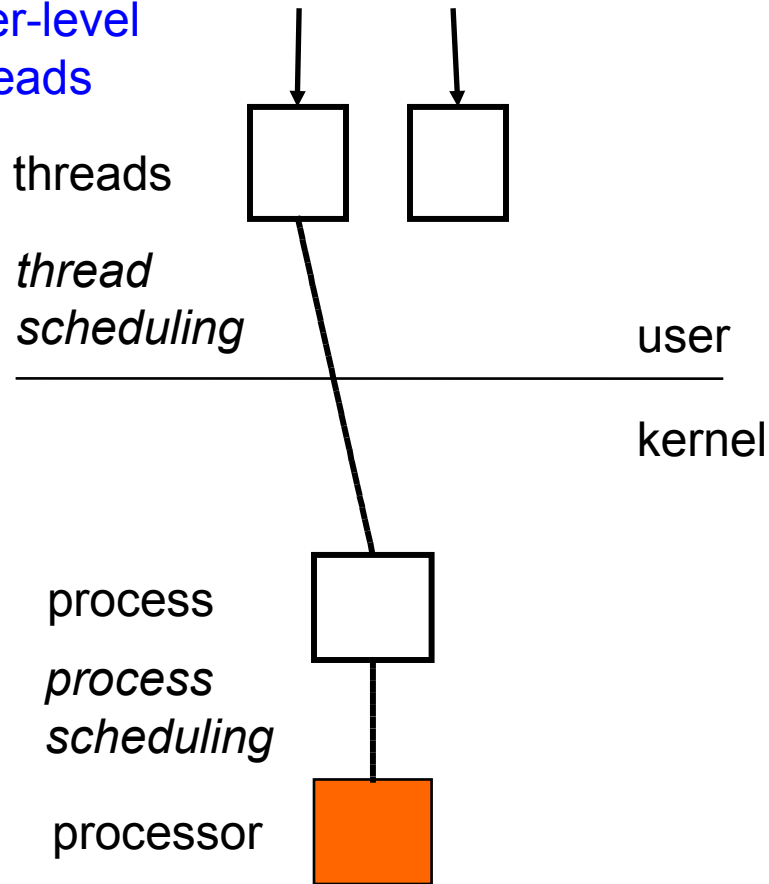 er-level
eads
threads
thread
scheduling
user
kernel
process
process
scheduling
processor